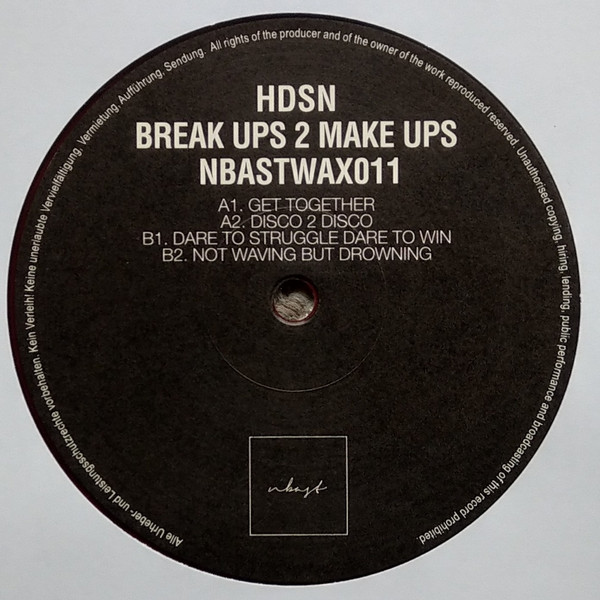 Alle Urheber- und Leistungsschutzrechte vorbehalten. Kein Verleih! Keine unerlaubte Vervielfältigung, Vermietung, Aufführung, Sendung. All rights of the producer and of the owner of the work reproduced reserved. Unauthorised copying, hiring, lending, public performance and broadcasting of this record prohibited.
HDSN
BREAK UPS 2 MAKE UPS
NBASTWAX011
A1. GET TOGETHER
A2. DISCO 2 DISCO
B1. DARE TO STRUGGLE DARE TO WIN
B2. NOT WAVING BUT DROWNING
nbast